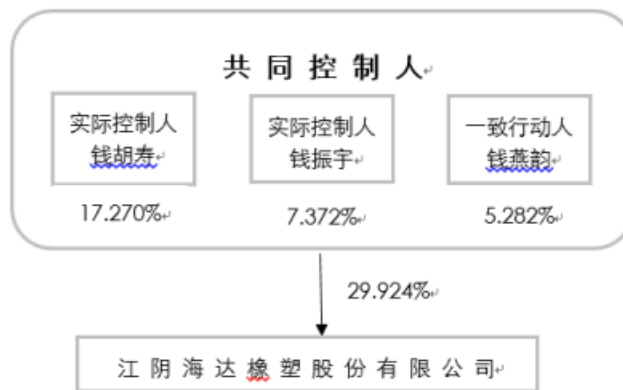 共同控制人
实际控制人
钱胡寿
实际控制人
钱振宇
一致行动人
钱燕韵
17.270%
7.372%
5.282%
29.924%
江阴海达橡塑股份有限公司